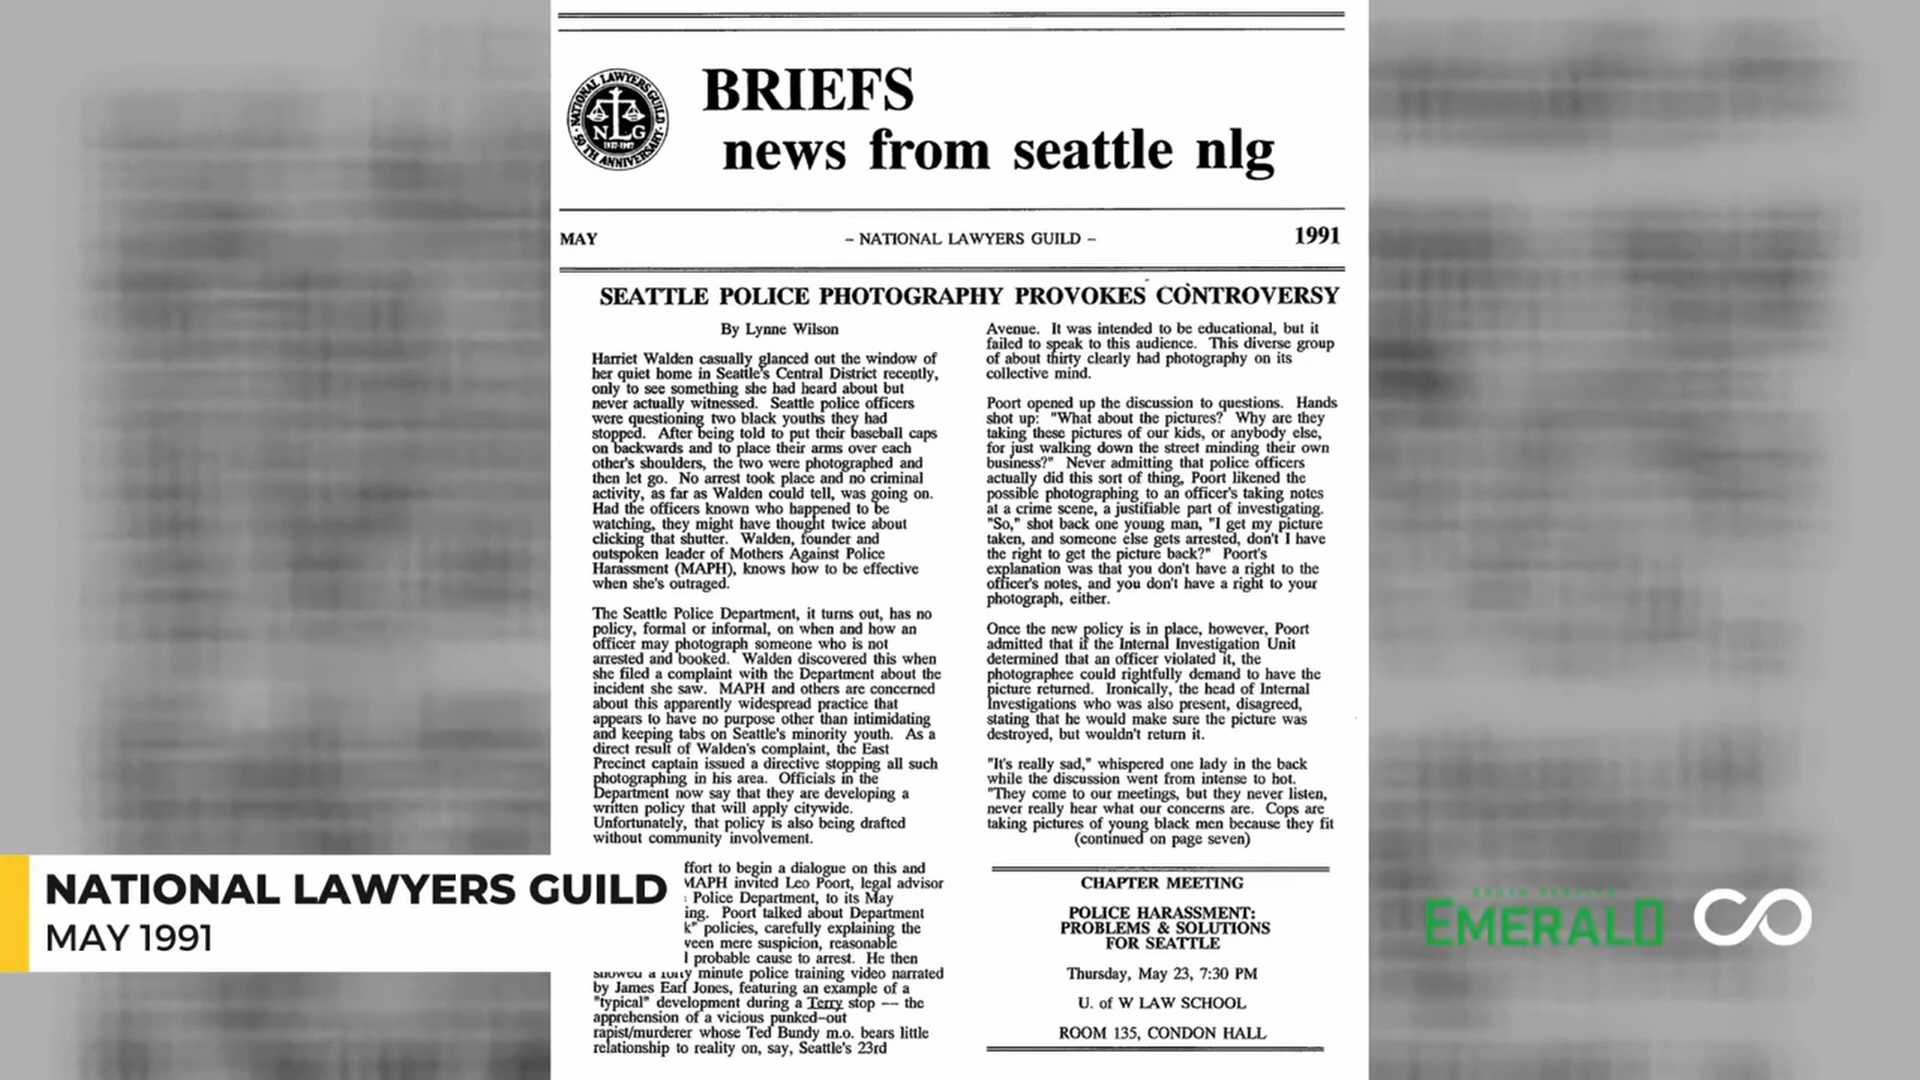 BRIEFS
news from seattle nlg
NATIONAL LAWYERS GUILD
50TH ANNIVERSARY
NLG
1937-1987
MAY
– NATIONAL LAWYERS GUILD –
1991
SEATTLE POLICE PHOTOGRAPHY PROVOKES CONTROVERSY
By Lynne Wilson
Harriet Walden casually glanced out the window of
her quiet home in Seattle's Central District recently,
only to see something she had heard about but
never actually witnessed. Seattle police officers
were questioning two black youths they had
stopped. After being told to put their baseball caps
on backwards and to place their arms over each
other's shoulders, the two were photographed and
then let go. No arrest took place and no criminal
activity, as far as Walden could tell, was going on.
Had the officers known who happened to be
watching, they might have thought twice about
clicking that shutter. Walden, founder and
outspoken leader of Mothers Against Police
Harassment (MAPH), knows how to be effective
when she's outraged.
The Seattle Police Department, it turns out, has no
policy, formal or informal, on when and how an
officer may photograph someone who is not
arrested and booked. Walden discovered this when
she filed a complaint with the Department about the
incident she saw. MAPH and others are concerned
about this apparently widespread practice that
appears to have no purpose other than intimidating
and keeping tabs on Seattle's minority youth. As a
direct result of Walden's complaint, the East
Precinct captain issued a directive stopping all such
photographing in his area. Officials in the
Department now say that they are developing a
written policy that will apply citywide.
Unfortunately, that policy is also being drafted
without community involvement.
ffort to begin a dialogue on this and
MAPH invited Leo Poort, legal advisor
Police Department, to its May
ing. Poort talked about Department
k" policies, carefully explaining the
veen mere suspicion, reasonable
probable cause to arrest. He then
showed a forty minute police training video narrated
by James Earl Jones, featuring an example of a
"typical" development during a Terry stop –– the
apprehension of a vicious punked–out
rapist/murderer whose Ted Bundy m.o. bears little
relationship to reality on, say, Seattle's 23rd
Avenue. It was intended to be educational, but it
failed to speak to this audience. This diverse group
of about thirty clearly had photography on its
collective mind.
Poort opened up the discussion to questions. Hands
shot up: "What about the pictures? Why are they
taking these pictures of our kids, or anybody else,
for just walking down the street minding their own
business?" Never admitting that police officers
actually did this sort of thing, Poort likened the
possible photographing to an officer's taking notes
at a crime scene, a justifiable part of investigating.
"So," shot back one young man, "I get my picture
taken, and someone else gets arrested, don't I have
the right to get the picture back?" Poort's
explanation was that you don't have a right to the
officer's notes, and you don't have a right to your
photograph, either.
Once the new policy is in place, however, Poort
admitted that if the Internal Investigation Unit
determined that an officer violated it, the
photographee could rightfully demand to have the
picture returned. Ironically, the head of Internal
Investigations who was also present, disagreed,
stating that he would make sure the picture was
destroyed, but wouldn't return it.
"It's really sad," whispered one lady in the back
while the discussion went from intense to hot.
"They come to our meetings, but they never listen,
never really hear what our concerns are. Cops are
taking pictures of young black men because they fit
(continued on page seven)
CHAPTER MEETING
POLICE HARASSMENT:
PROBLEMS & SOLUTIONS
FOR SEATTLE
Thursday, May 23, 7:30 PM
U. of W LAW SCHOOL
ROOM 135, CONDON HALL
NATIONAL LAWYERS GUILD
MAY 1991
SOUTH SEATTLE
EMERALD